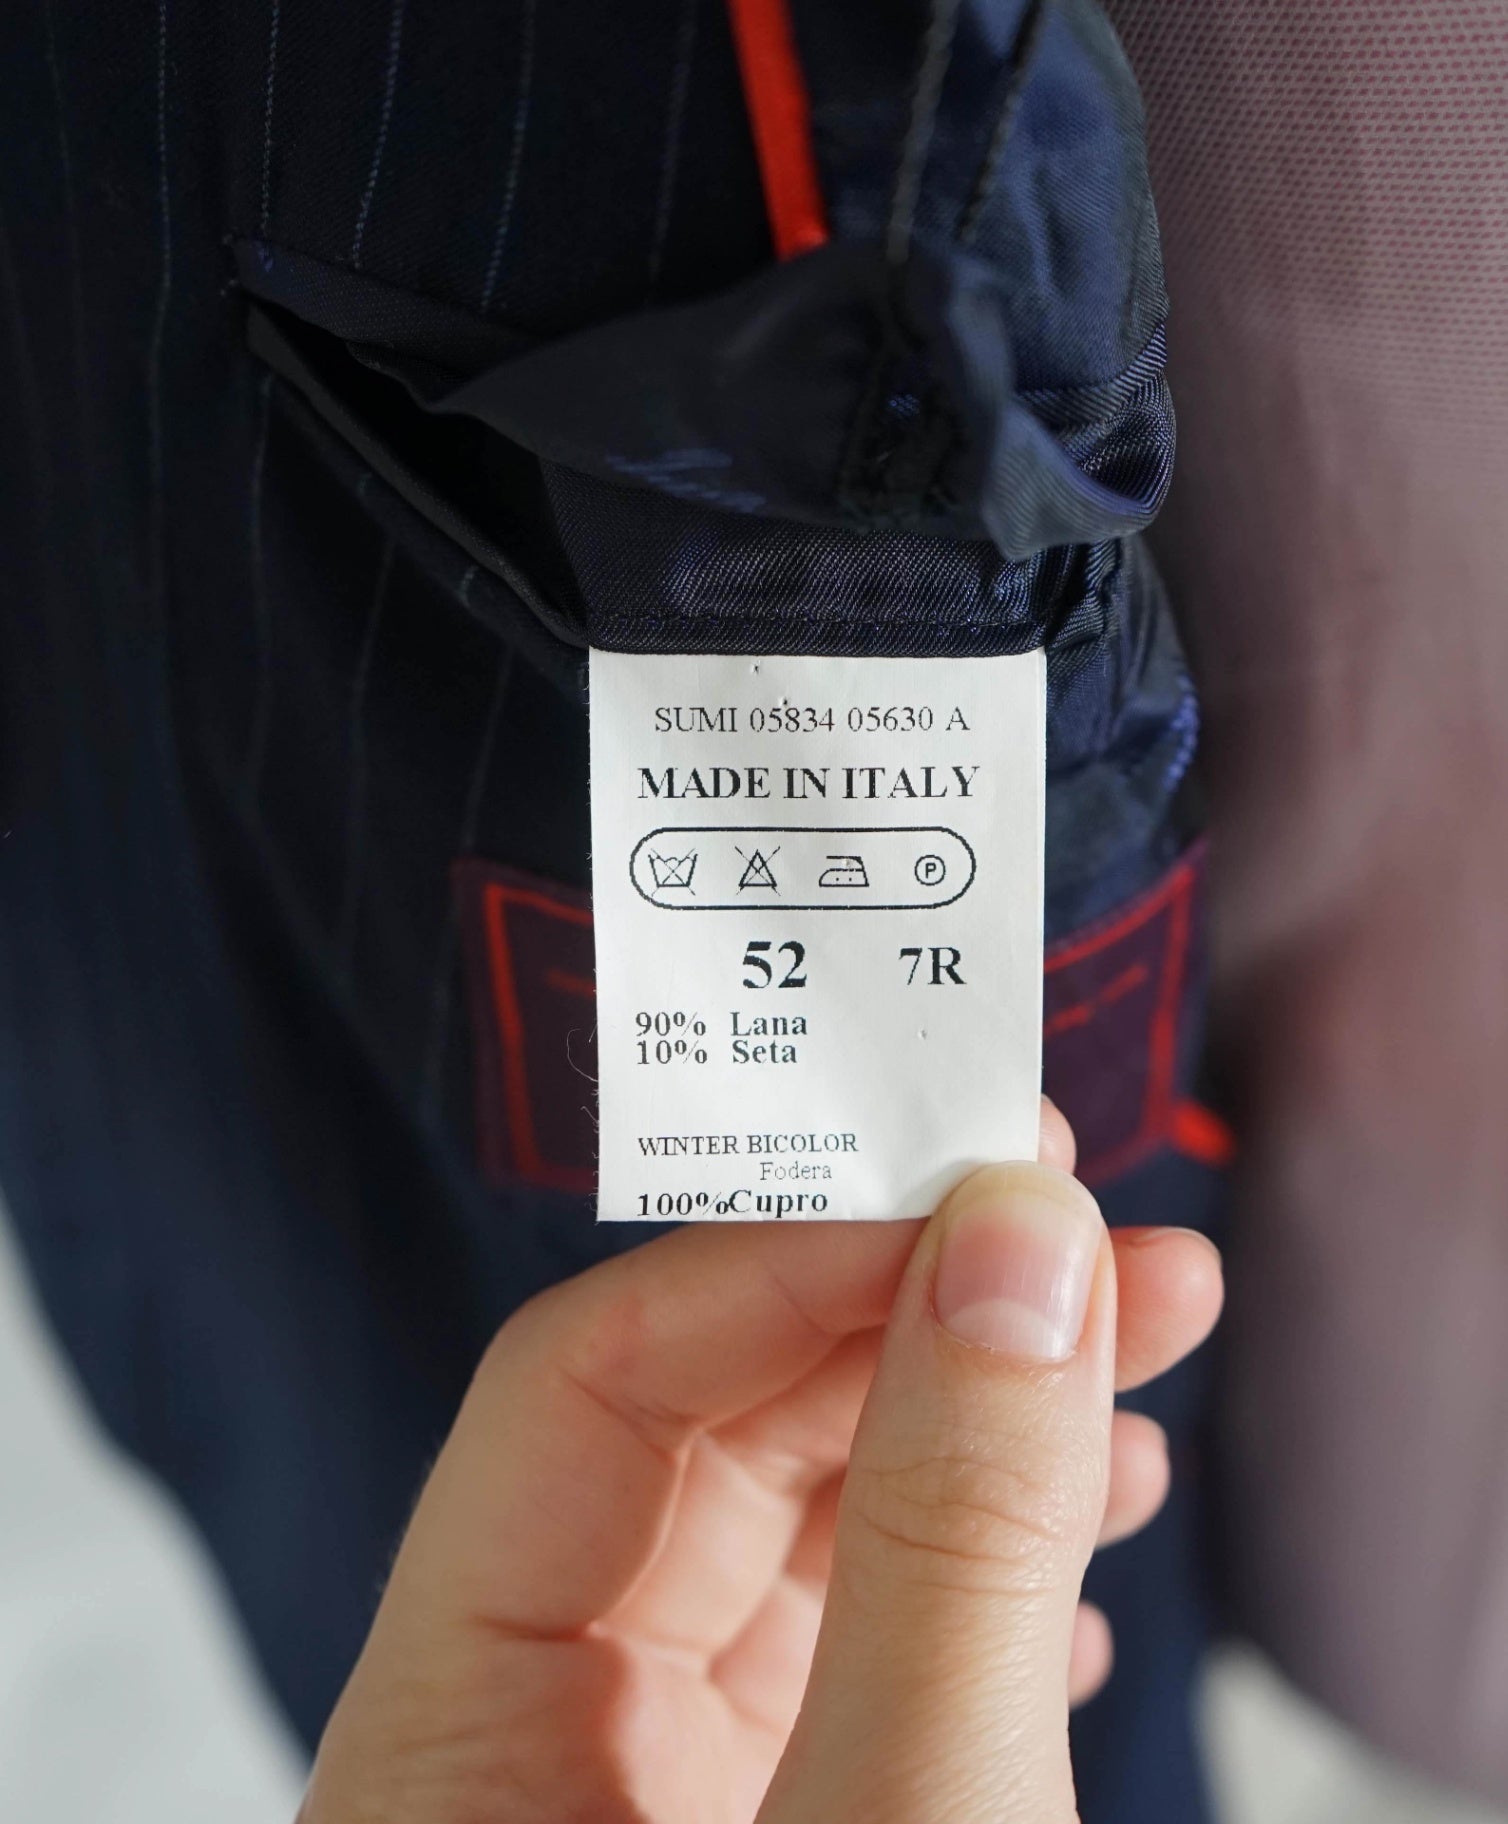 SUMI 05834 05630 A
MADE IN ITALY
P
52 7R
90% Lana
10% Seta
WINTER BICOLOR
Fodera
100%Cupro